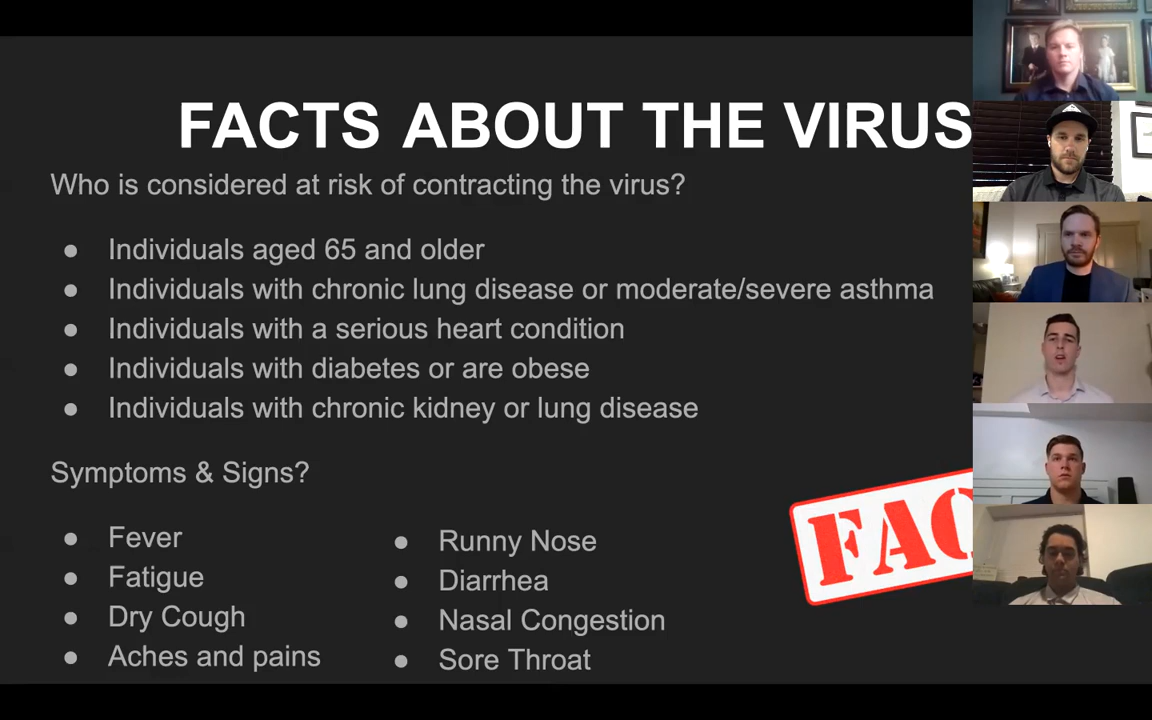 FACTS ABOUT THE VIRUS
Who is considered at risk of contracting the virus?
● Individuals aged 65 and older
● Individuals with chronic lung disease or moderate/severe asthma
● Individuals with a serious heart condition
● Individuals with diabetes or are obese
● Individuals with chronic kidney or lung disease
Symptoms & Signs?
● Fever
● Fatigue
● Dry Cough
● Aches and pains
● Runny Nose
● Diarrhea
● Nasal Congestion
● Sore Throat